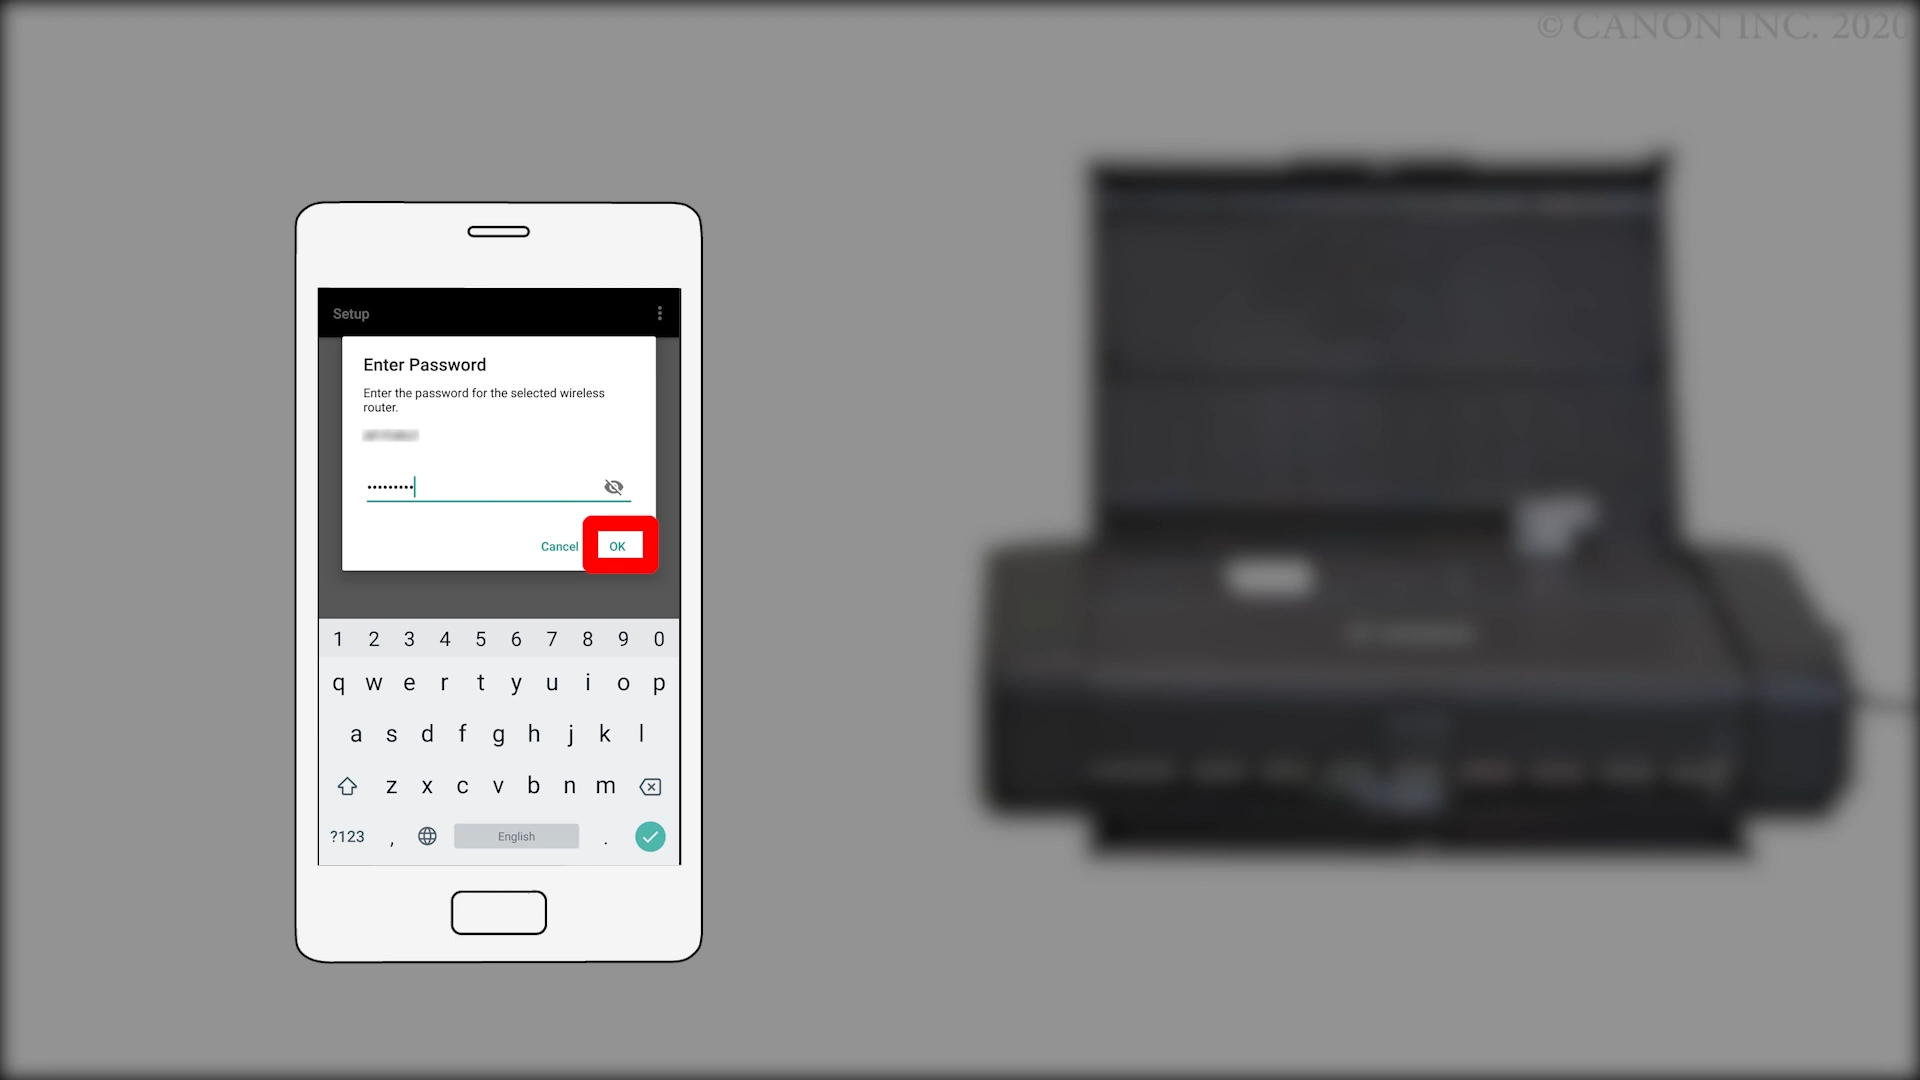 © CANON INC. 2020
Setup
Enter Password
Enter the password for the selected wireless
router.
•••••••••
Cancel OK
1 2 3 4 5 6 7 8 9 0
q w e r t y u i o p
a s d f g h j k l
z x c v b n m
?123 , English .